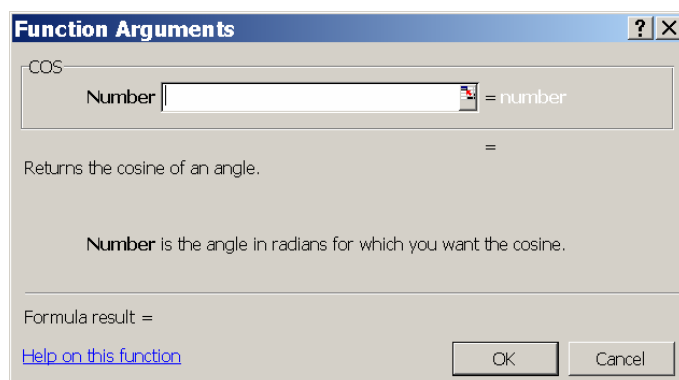 Function Arguments
COS
Number = number
=
Returns the cosine of an angle.
Number is the angle in radians for which you want the cosine.
Formula result =
Help on this function
OK Cancel